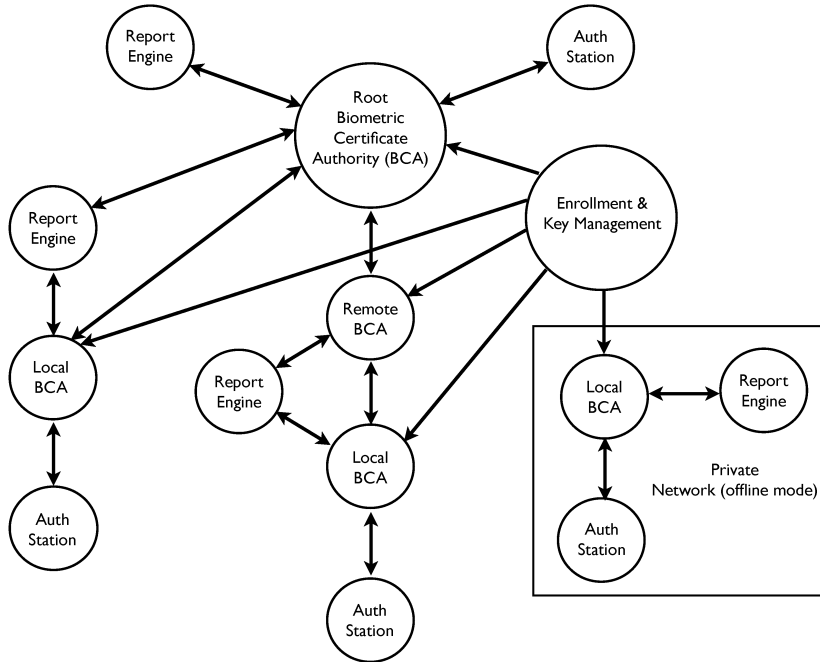 Report
Engine
Auth
Station
Root
Biometric
Certificate
Authority (BCA)
Enrollment &
Key Management
Report
Engine
Remote
BCA
Local
BCA
Report
Engine
Local
BCA
Report
Engine
Local
BCA
Private
Network (offline mode)
Auth
Station
Auth
Station
Auth
Station